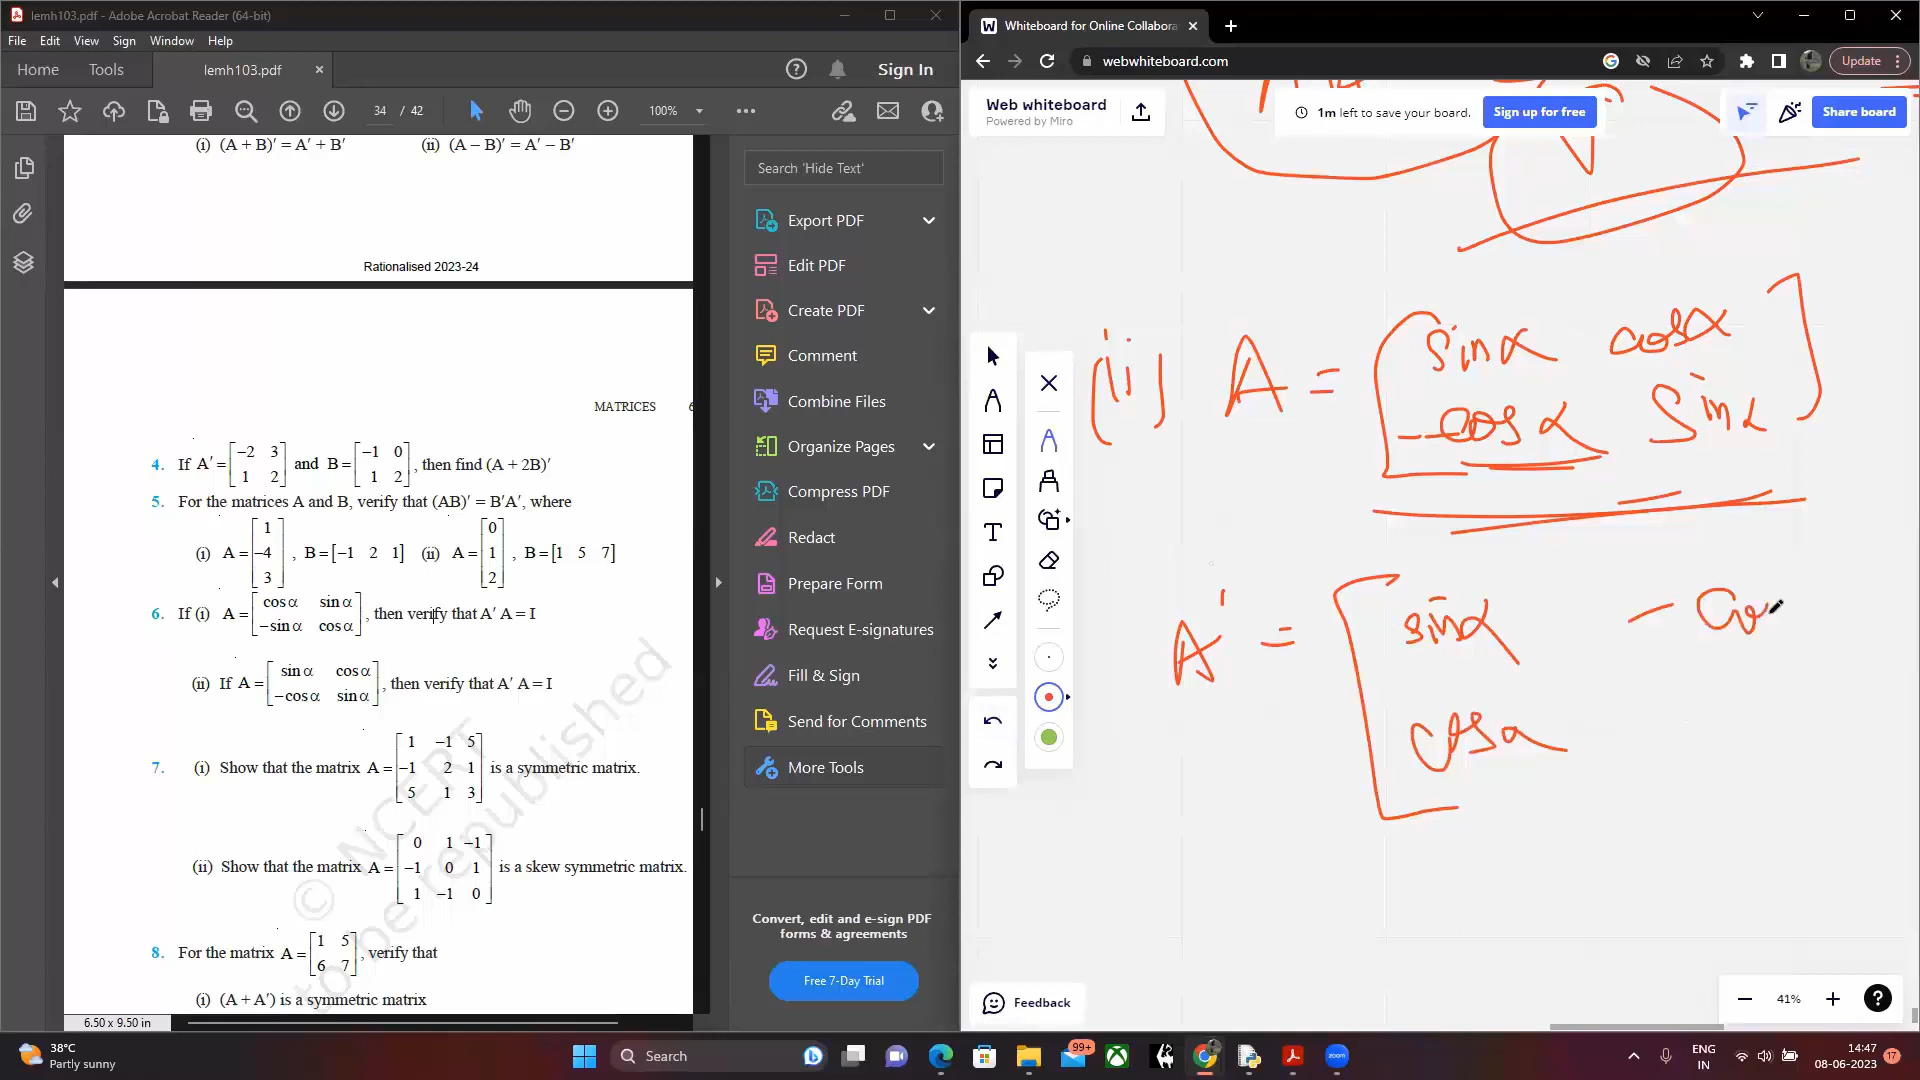 lemh103.pdf - Adobe Acrobat Reader (64-bit)
File Edit View Sign Window Help
Home Tools lemh103.pdf × Sign In
34 / 42 100%
(i) (A + B)′ = A′ + B′ (ii) (A – B)′ = A′ – B′
Rationalised 2023-24
MATRICES 6
4. If A′ = [−2 3
1 2] and B = [−1 0
1 2], then find (A + 2B)′
5. For the matrices A and B, verify that (AB)′ = B′A′, where
(i) A = [1
−4
3], B = [−1 2 1] (ii) A = [0
1
2], B = [1 5 7]
6. If (i) A = [cos α sin α
−sin α cos α], then verify that A′ A = I
(ii) If A = [sin α cos α
−cos α sin α], then verify that A′ A = I
7. (i) Show that the matrix A = [1 −1 5
−1 2 1
5 1 3] is a symmetric matrix.
(ii) Show that the matrix A = [0 1 −1
−1 0 1
1 −1 0] is a skew symmetric matrix.
8. For the matrix A = [1 5
6 7], verify that
(i) (A + A′) is a symmetric matrix
© NCERT
to be republished
6.50 x 9.50 in
Search 'Hide Text'
Export PDF
Edit PDF
Create PDF
Comment
Combine Files
Organize Pages
Compress PDF
Redact
Prepare Form
Request E-signatures
Fill & Sign
Send for Comments
More Tools
Convert, edit and e-sign PDF
forms & agreements
Free 7-Day Trial
Whiteboard for Online Collabora
webwhiteboard.com
Update
Web whiteboard
Powered by Miro
1m left to save your board. Sign up for free
Share board
(ii) A = [sin α cos α
−cos α sin α]
A' = [sin α − Co
cos α
Feedback
41%
38°C
Partly sunny
Search
99+
zoom
ENG
IN
14:47
08-06-2023
17